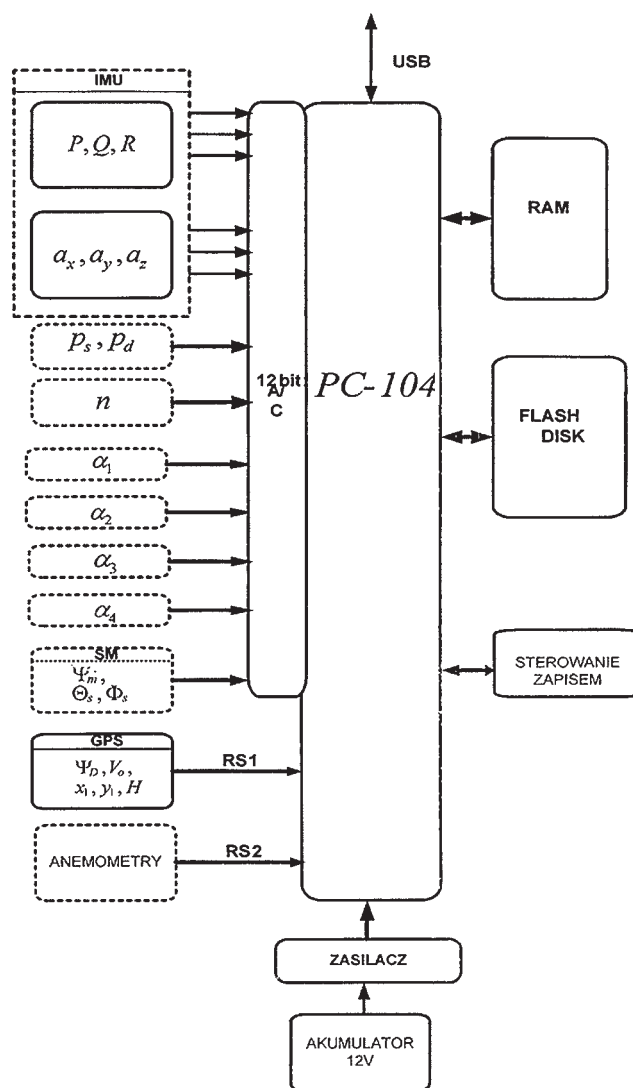 USB
IMU
P, Q, R
a_x, a_y, a_z
p_s, p_d
n
α_1
α_2
α_3
α_4
SM
Ψ_m,
Θ_s, Φ_s
GPS
Ψ_D, V_o,
x_1, y_1, H
ANEMOMETRY
RS1
RS2
12 bit
A/
C
PC-104
RAM
FLASH
DISK
STEROWANIE
ZAPISEM
ZASILACZ
AKUMULATOR
12V